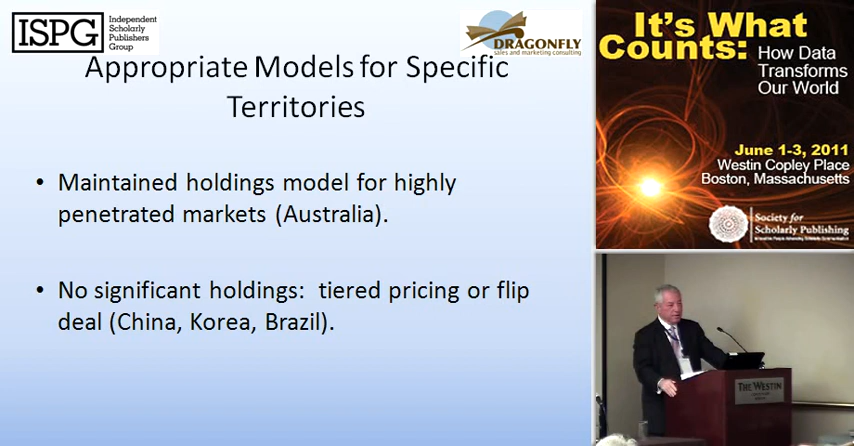 ISPG
Independent
Scholarly
Publishers
Group
DRAGONFLY
sales and marketing consulting
Appropriate Models for Specific
Territories
• Maintained holdings model for highly
penetrated markets (Australia).
• No significant holdings: tiered pricing or flip
deal (China, Korea, Brazil).
It's What
Counts:
How Data
Transforms
Our World
June 1-3, 2011
Westin Copley Place
Boston, Massachusetts
Society for
Scholarly Publishing
THE WESTIN